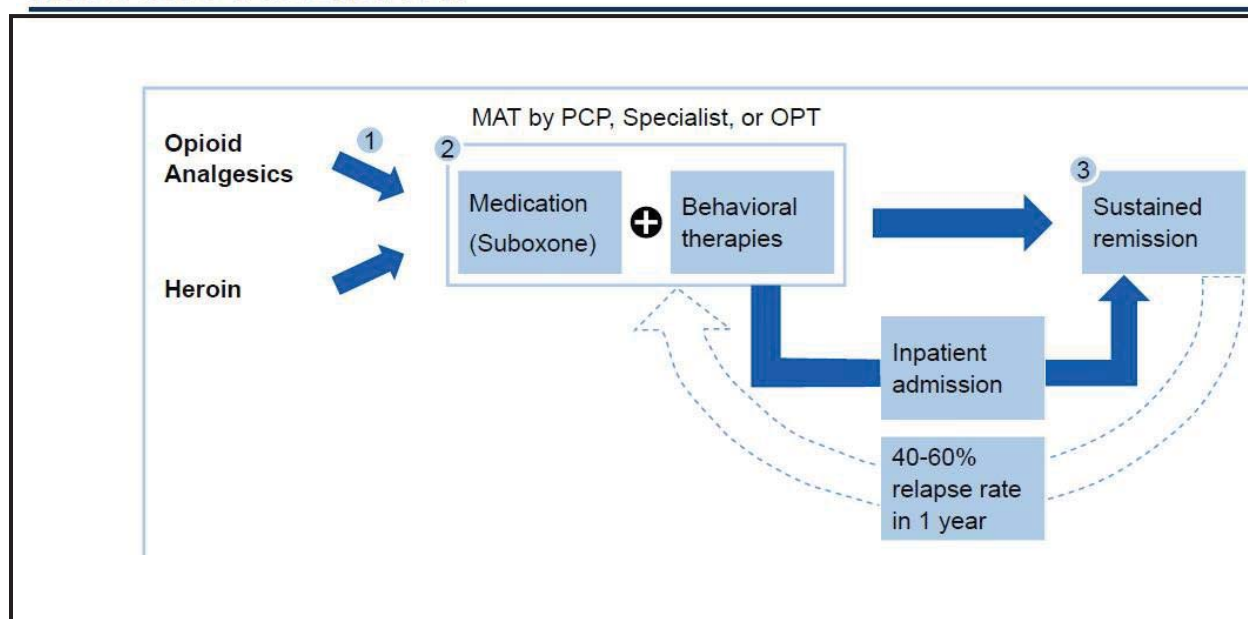 MAT by PCP, Specialist, or OPT
Opioid
Analgesics
1
Heroin
2
Medication
(Suboxone)
Behavioral
therapies
3
Sustained
remission
Inpatient
admission
40-60%
relapse rate
in 1 year